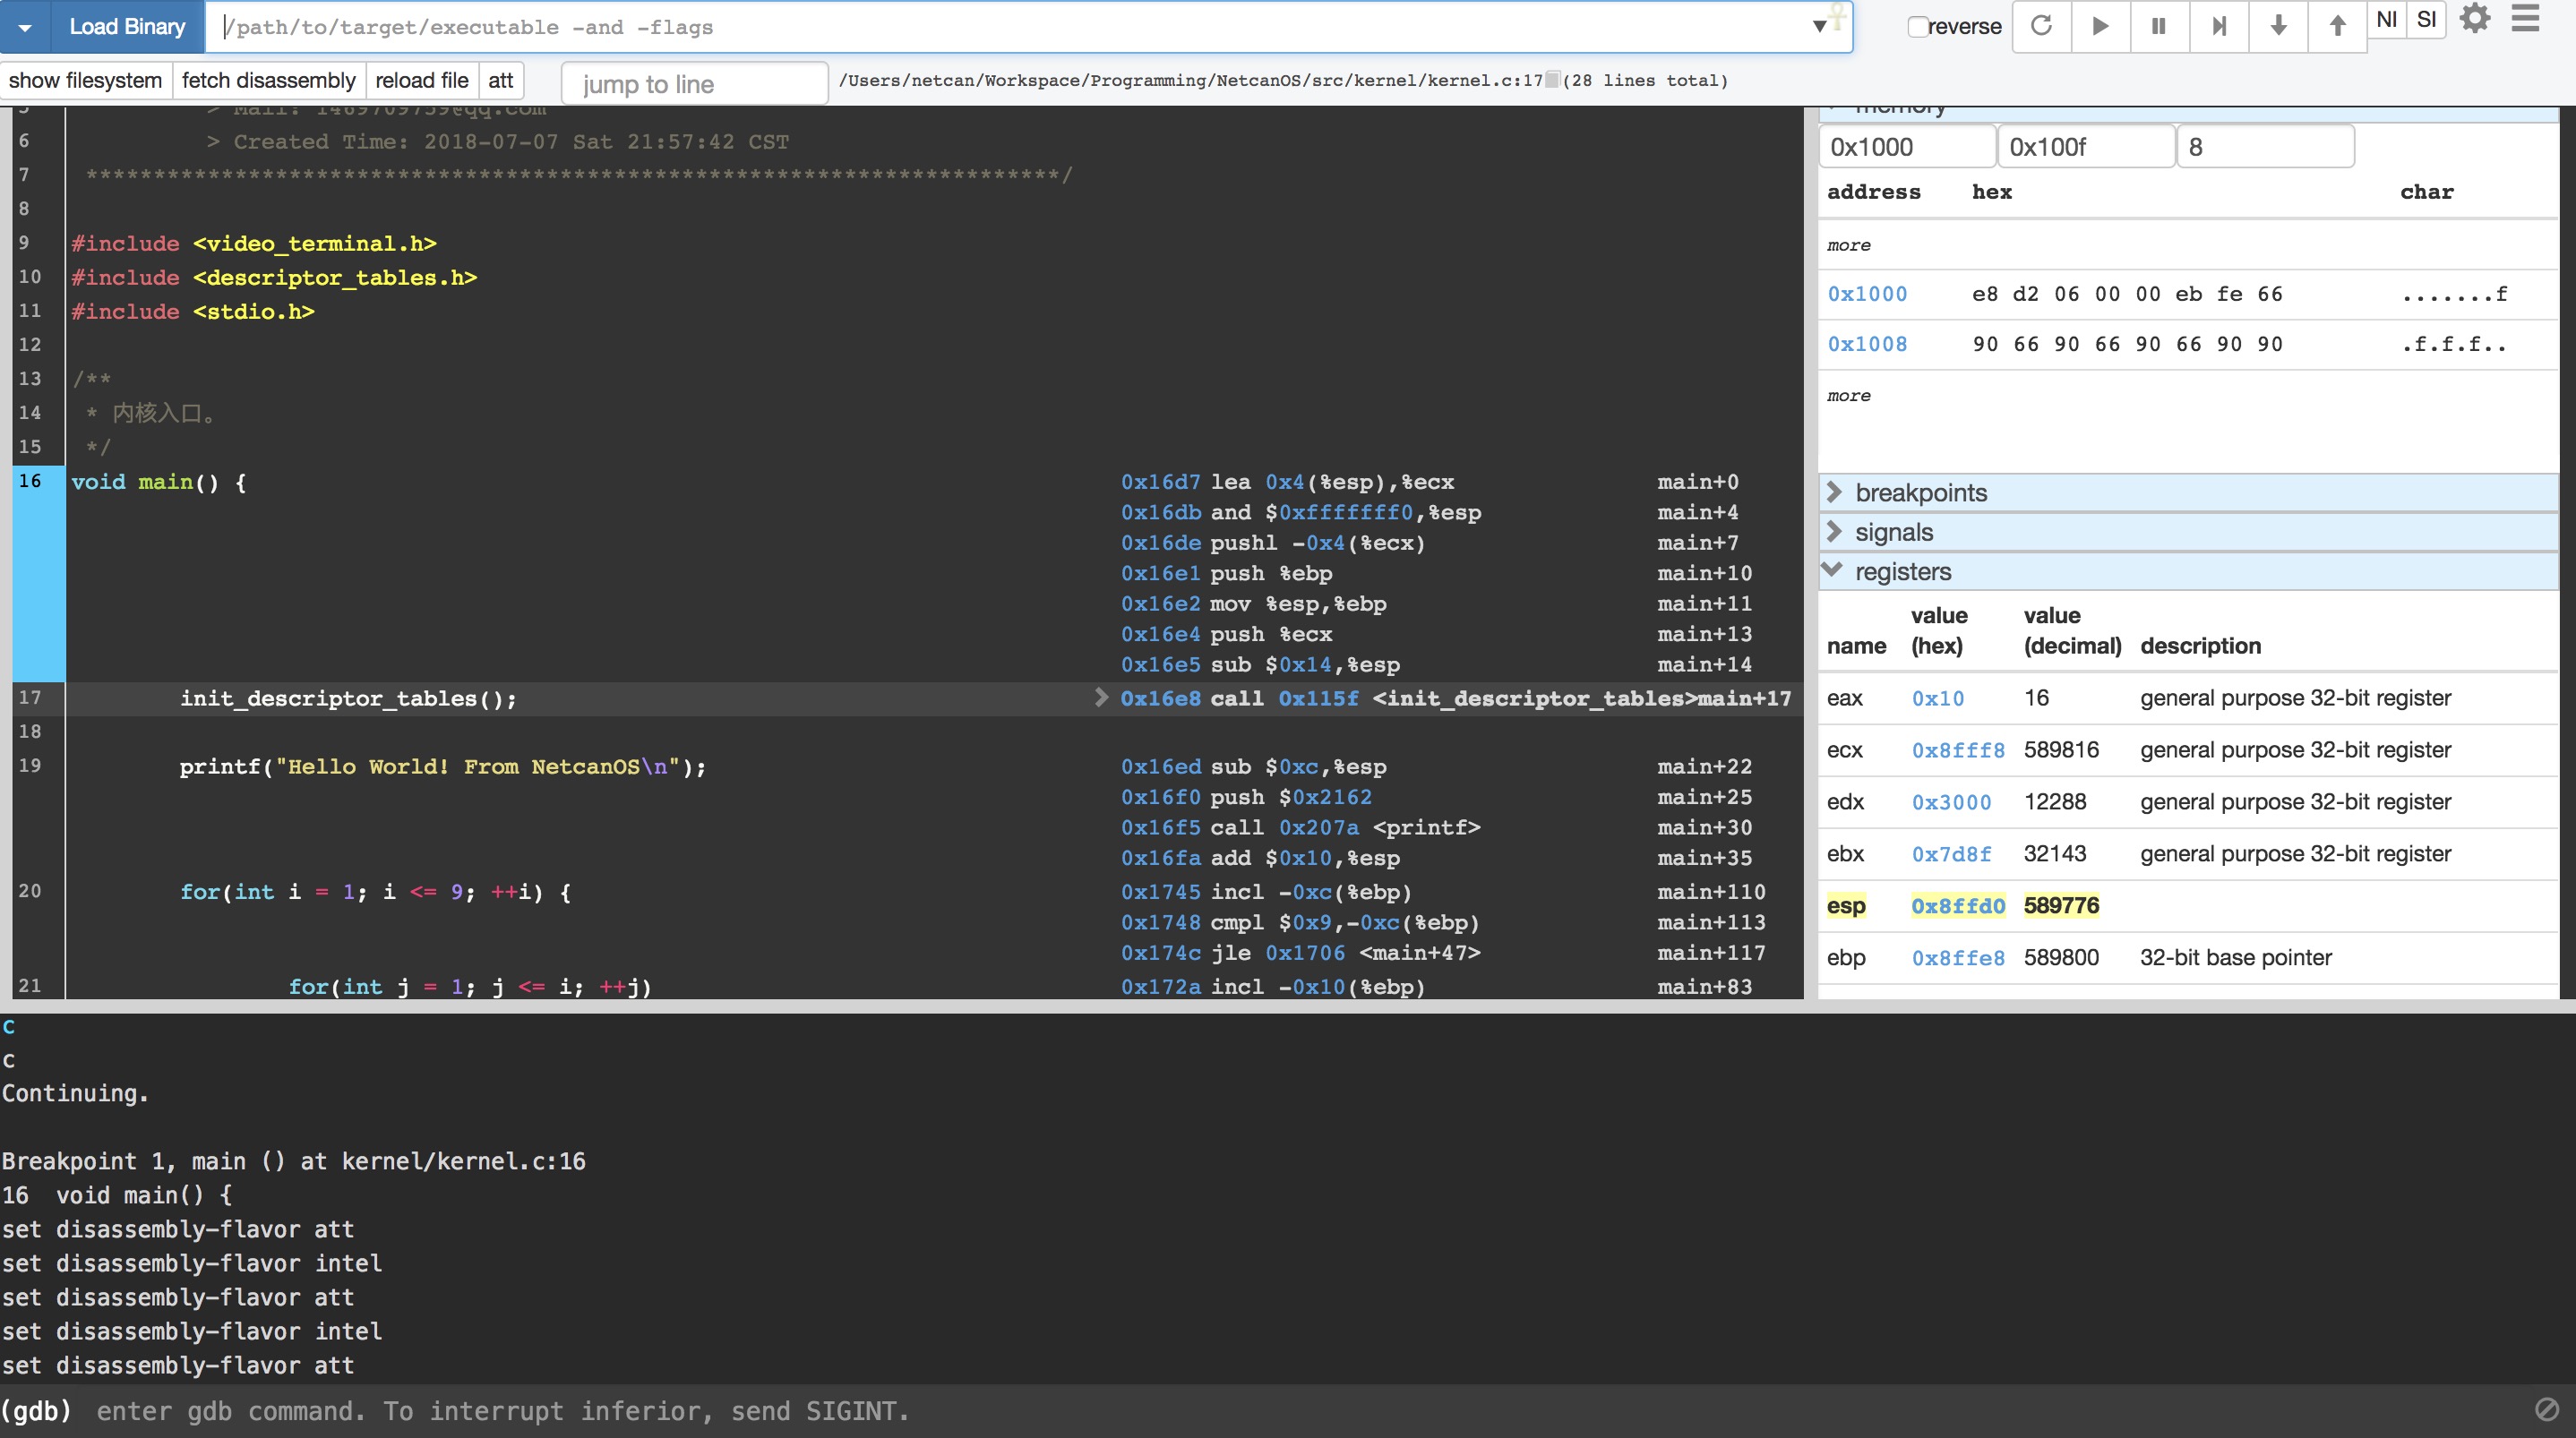 Load Binary /path/to/target/executable -and -flags reverse NI SI
show filesystem fetch disassembly reload file att jump to line /Users/netcan/Workspace/Programming/NetcanOS/src/kernel/kernel.c:17 (28 lines total)
5 > Mail: 1469709759@qq.com
6 > Created Time: 2018-07-07 Sat 21:57:42 CST
7 ************************************************************************/
8
9 #include <video_terminal.h>
10 #include <descriptor_tables.h>
11 #include <stdio.h>
12
13 /**
14 * 内核入口。
15 */
16 void main() { 0x16d7 lea 0x4(%esp),%ecx main+0
0x16db and $0xfffffff0,%esp main+4
0x16de pushl -0x4(%ecx) main+7
0x16e1 push %ebp main+10
0x16e2 mov %esp,%ebp main+11
0x16e4 push %ecx main+13
0x16e5 sub $0x14,%esp main+14
17 init_descriptor_tables(); 0x16e8 call 0x115f <init_descriptor_tables>main+17
18
19 printf("Hello World! From NetcanOS\n"); 0x16ed sub $0xc,%esp main+22
0x16f0 push $0x2162 main+25
0x16f5 call 0x207a <printf> main+30
0x16fa add $0x10,%esp main+35
20 for(int i = 1; i <= 9; ++i) { 0x1745 incl -0xc(%ebp) main+110
0x1748 cmpl $0x9,-0xc(%ebp) main+113
0x174c jle 0x1706 <main+47> main+117
21 for(int j = 1; j <= i; ++j) 0x172a incl -0x10(%ebp) main+83
memory
0x1000 0x100f 8
address hex char
more
0x1000 e8 d2 06 00 00 eb fe 66 .......f
0x1008 90 66 90 66 90 66 90 90 .f.f.f..
more
breakpoints
signals
registers
name value (hex) value (decimal) description
eax 0x10 16 general purpose 32-bit register
ecx 0x8fff8 589816 general purpose 32-bit register
edx 0x3000 12288 general purpose 32-bit register
ebx 0x7d8f 32143 general purpose 32-bit register
esp 0x8ffd0 589776
ebp 0x8ffe8 589800 32-bit base pointer
c
c
Continuing.
Breakpoint 1, main () at kernel/kernel.c:16
16 void main() {
set disassembly-flavor att
set disassembly-flavor intel
set disassembly-flavor att
set disassembly-flavor intel
set disassembly-flavor att
(gdb) enter gdb command. To interrupt inferior, send SIGINT.